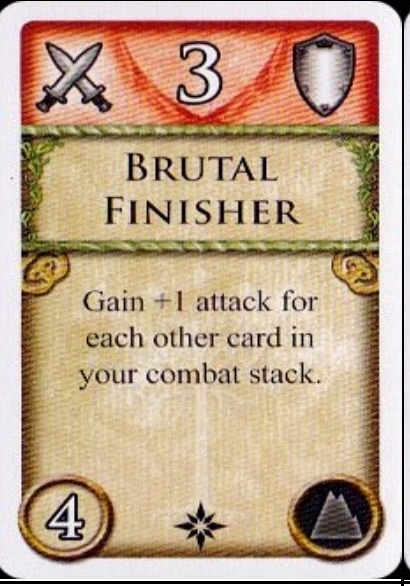 3
BRUTAL
FINISHER
Gain +1 attack for
each other card in
your combat stack.
4